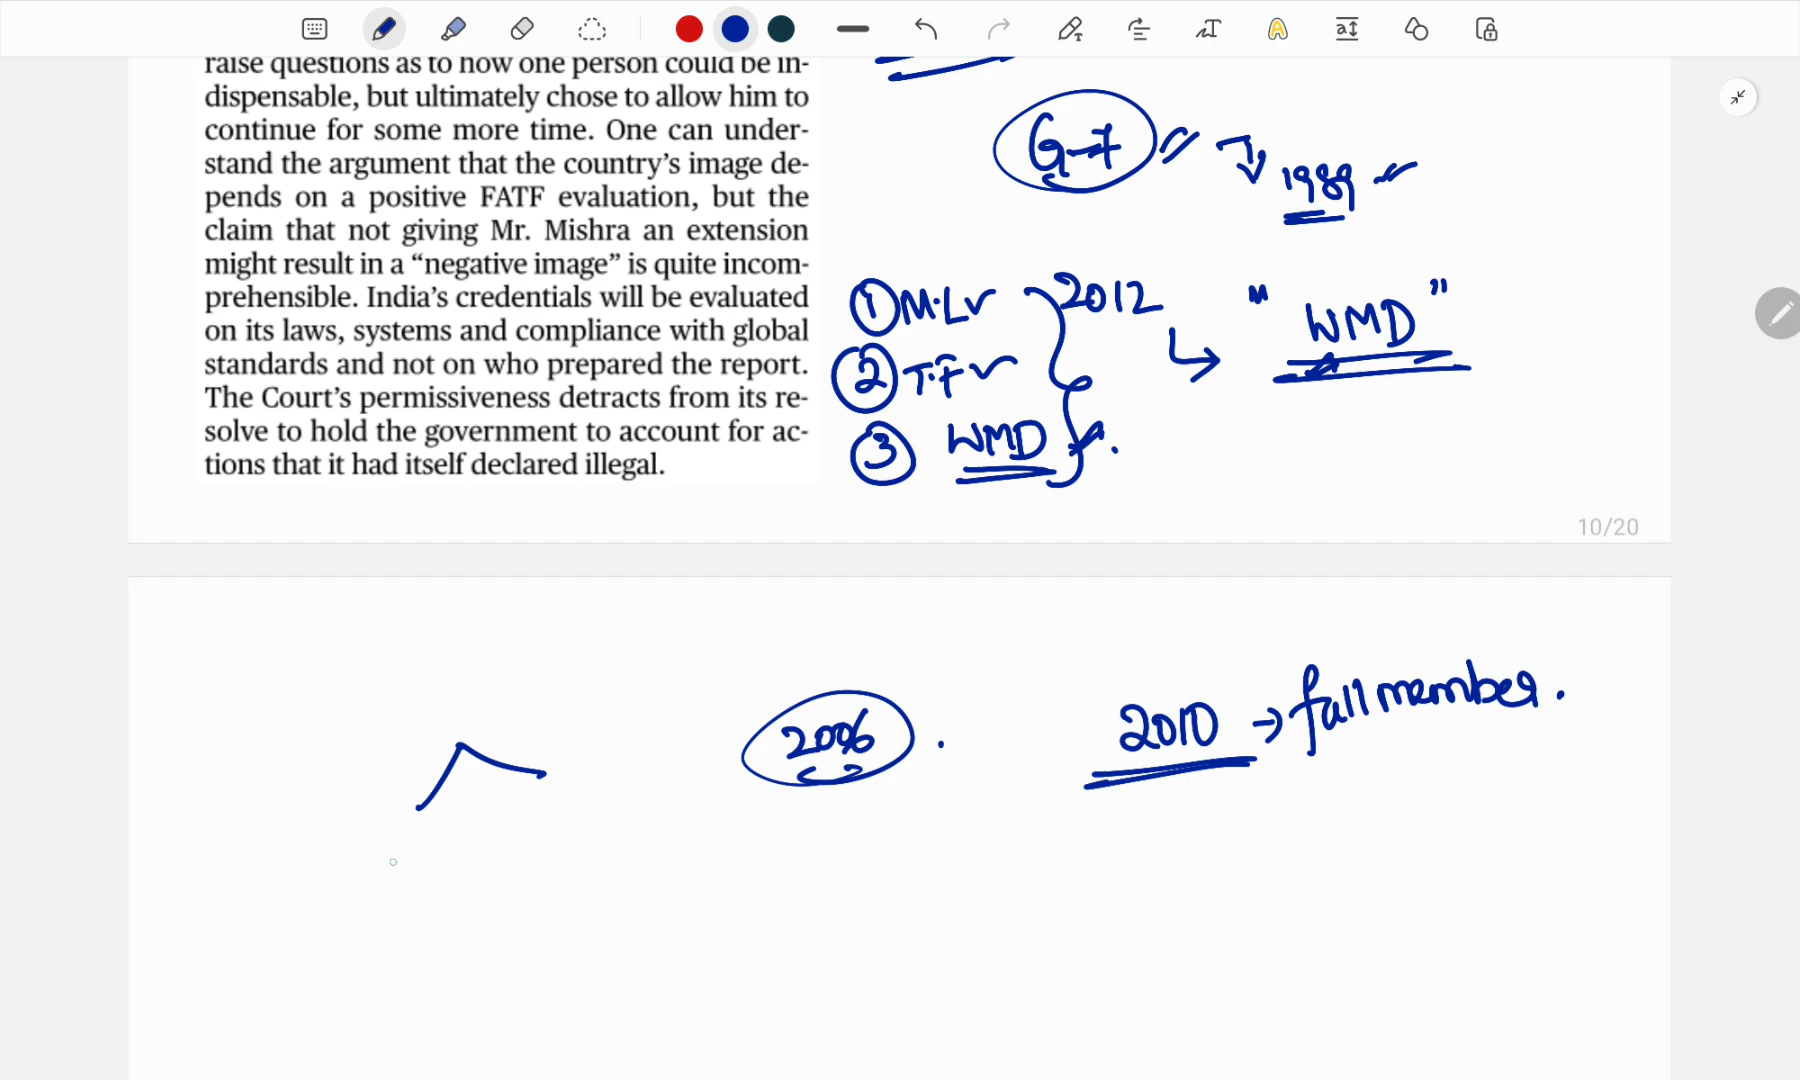 raise questions as to how one person could be in-
dispensable, but ultimately chose to allow him to
continue for some more time. One can under-
stand the argument that the country's image de-
pends on a positive FATF evaluation, but the
claim that not giving Mr. Mishra an extension
might result in a “negative image” is quite incom-
prehensible. India's credentials will be evaluated
on its laws, systems and compliance with global
standards and not on who prepared the report.
The Court's permissiveness detracts from its re-
solve to hold the government to account for ac-
tions that it had itself declared illegal.
G-7
1989
① M.L
2012
" WMD "
② T.F
③ WMD
10/20
2006 .
2010 → full member .